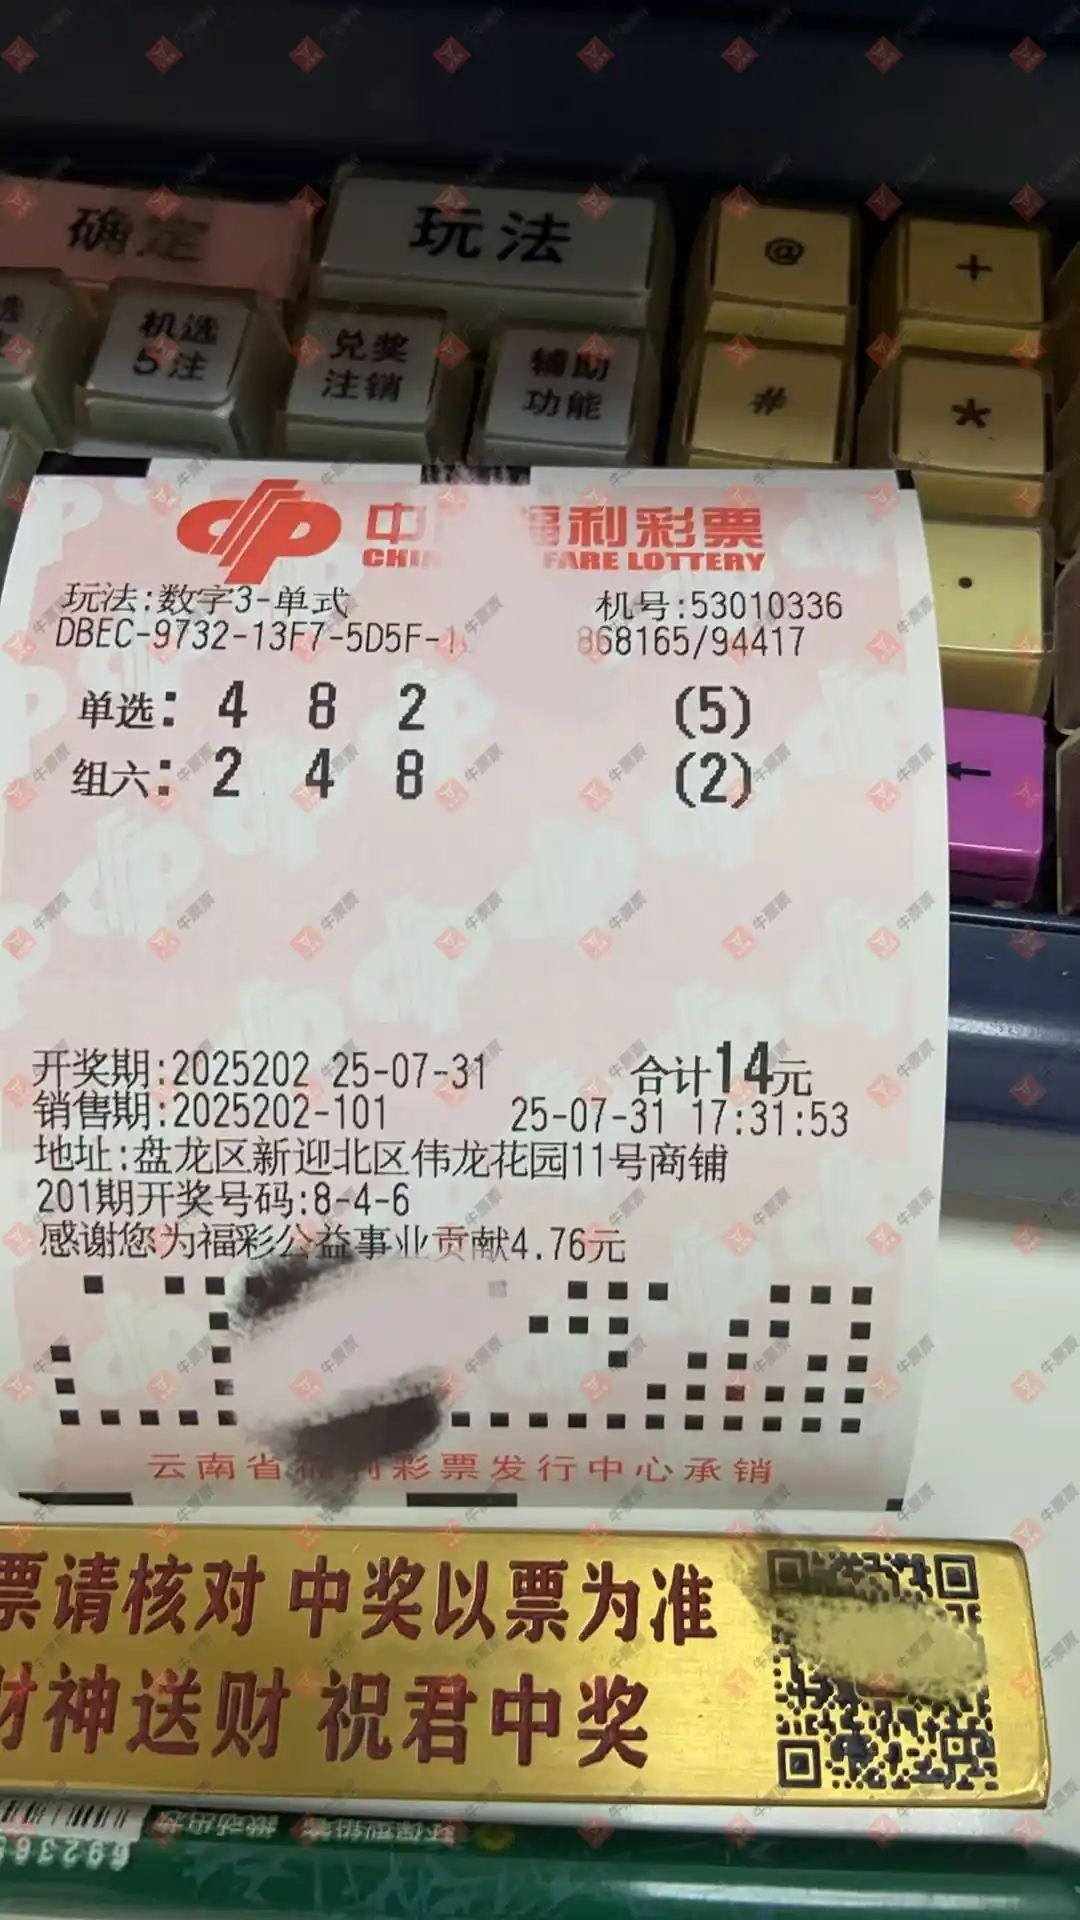 确定
玩法
@
+
机选
5注
兑奖
注销
辅助
功能
#
*
中 福利彩票
CHIN FARE LOTTERY
玩法:数字3-单式 机号:53010336
DBEC-9732-13F7-5D5F- 868165/94417
单选: 4 8 2 (5)
组六: 2 4 8 (2)
←
开奖期:2025202 25-07-31 合计14元
销售期:2025202-101 25-07-31 17:31:53
地址:盘龙区新迎北区伟龙花园11号商铺
201期开奖号码:8-4-6
感谢您为福彩公益事业贡献4.76元
云南省福利彩票发行中心承销
票请核对 中奖以票为准
财神送财 祝君中奖
牛票票